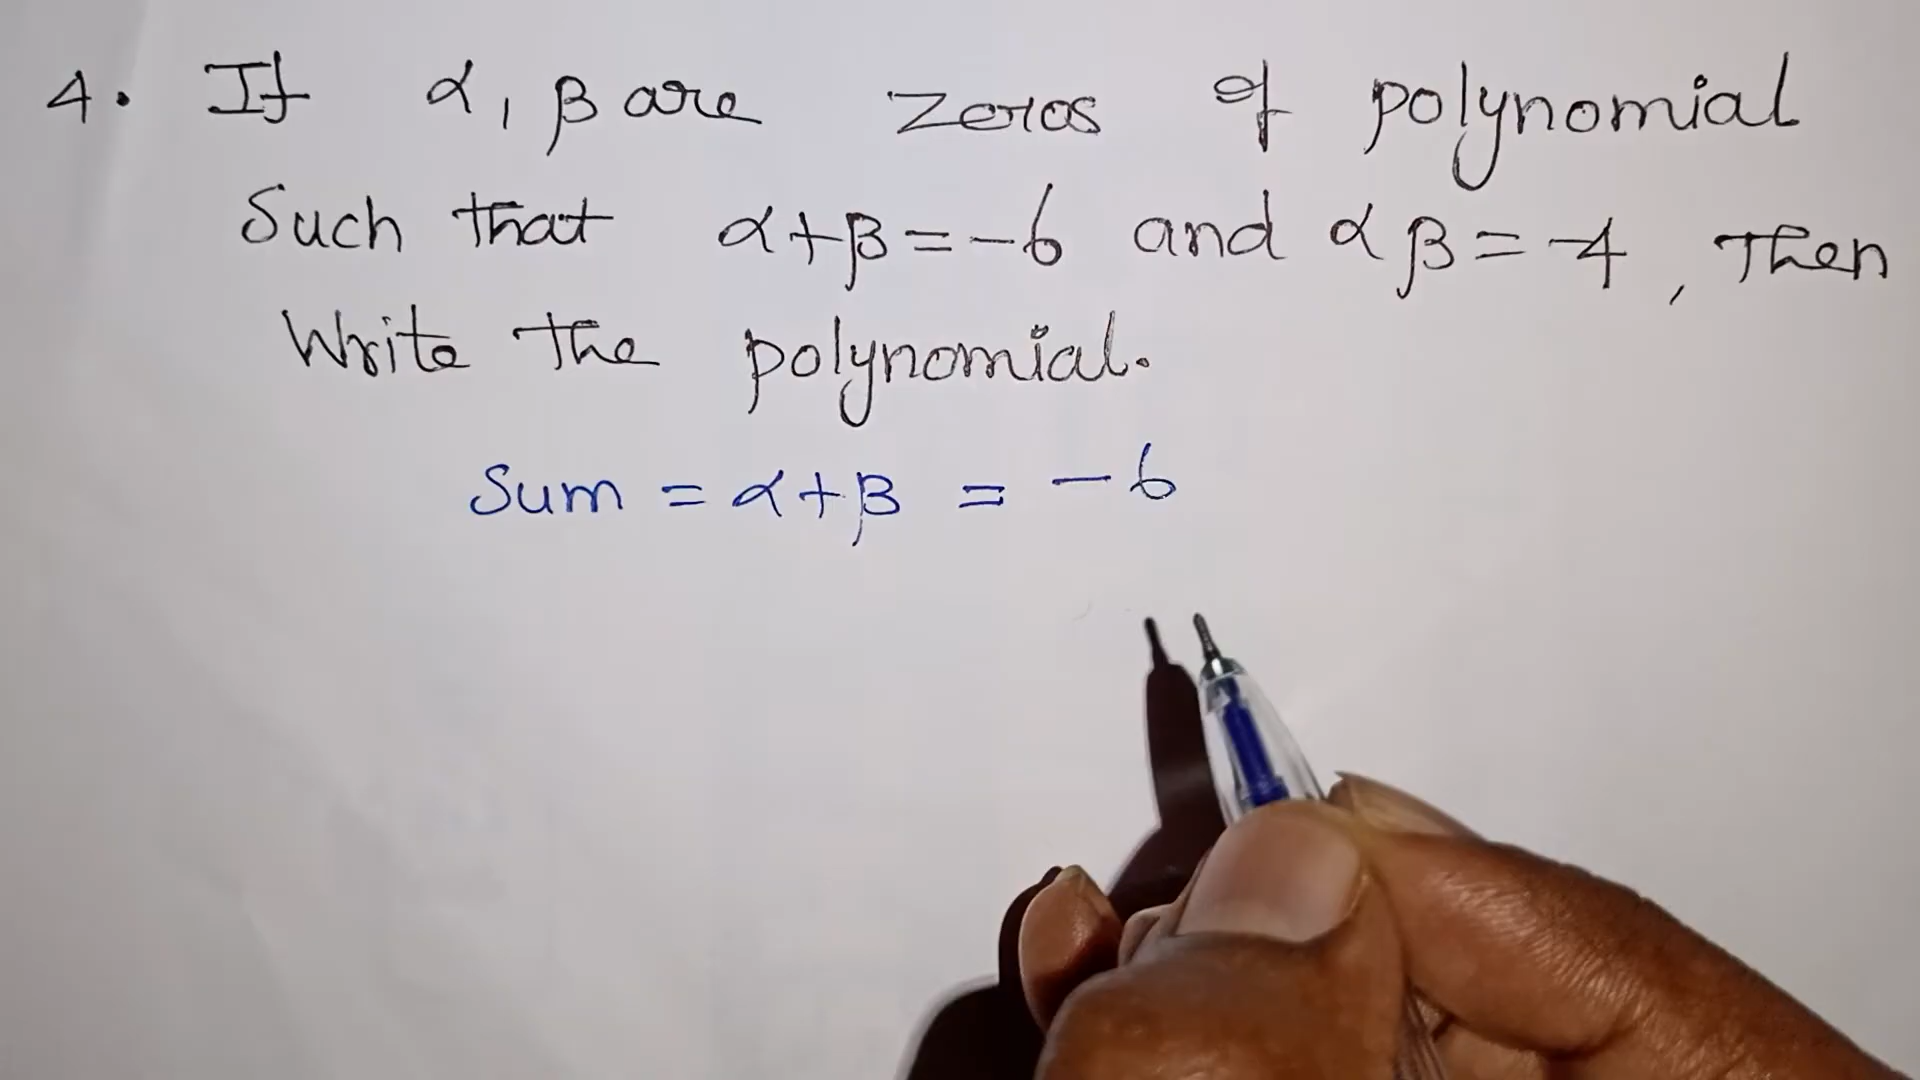 4. If α, β are zeros of polynomial
Such that α+β=-6 and αβ=-4, Then
Write the polynomial.
Sum = α+β = -6